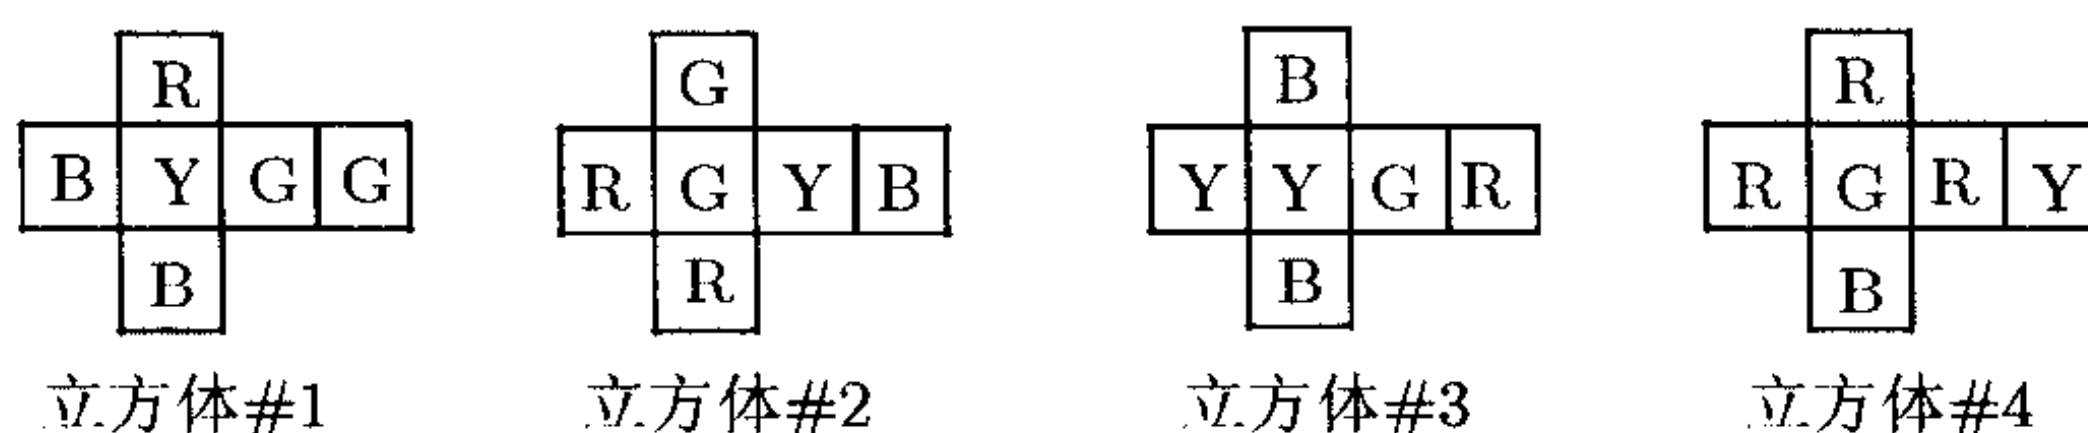 R G B R
B Y G G R G Y B Y Y G R R G R Y
B R B B
立方体#1 立方体#2 立方体#3 立方体#4